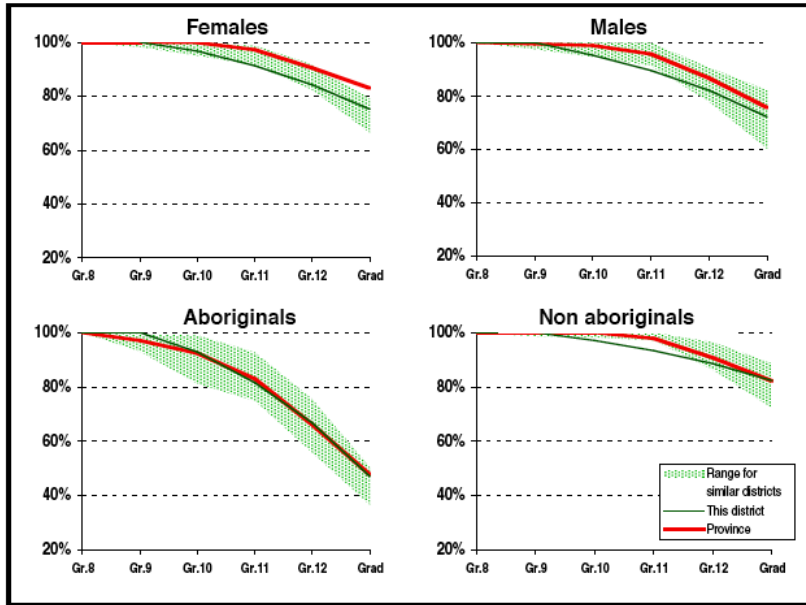 Females
100%
80%
60%
40%
20%
Gr.8 Gr.9 Gr.10 Gr.11 Gr.12 Grad
Males
100%
80%
60%
40%
20%
Gr.8 Gr.9 Gr.10 Gr.11 Gr.12 Grad
Aboriginals
100%
80%
60%
40%
20%
Gr.8 Gr.9 Gr.10 Gr.11 Gr.12 Grad
Non aboriginals
100%
80%
60%
40%
20%
Gr.8 Gr.9 Gr.10 Gr.11 Gr.12 Grad
Range for
similar districts
This district
Province